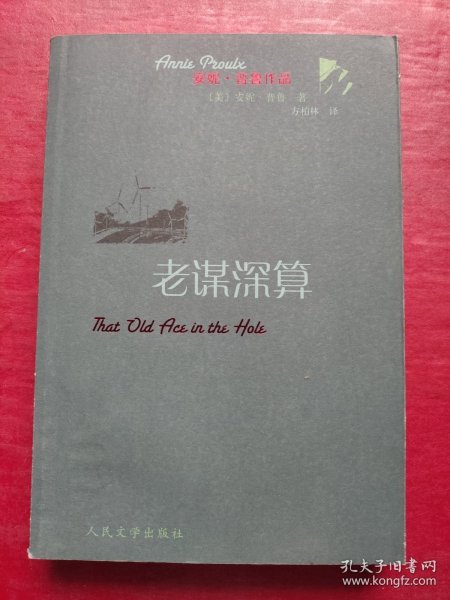 Annie Proulx
安妮·普鲁作品
〔美〕安妮·普鲁 著
方柏林 译
老谋深算
That Old Ace in the Hole
人民文学出版社
孔夫子旧书网
www.kongfz.com